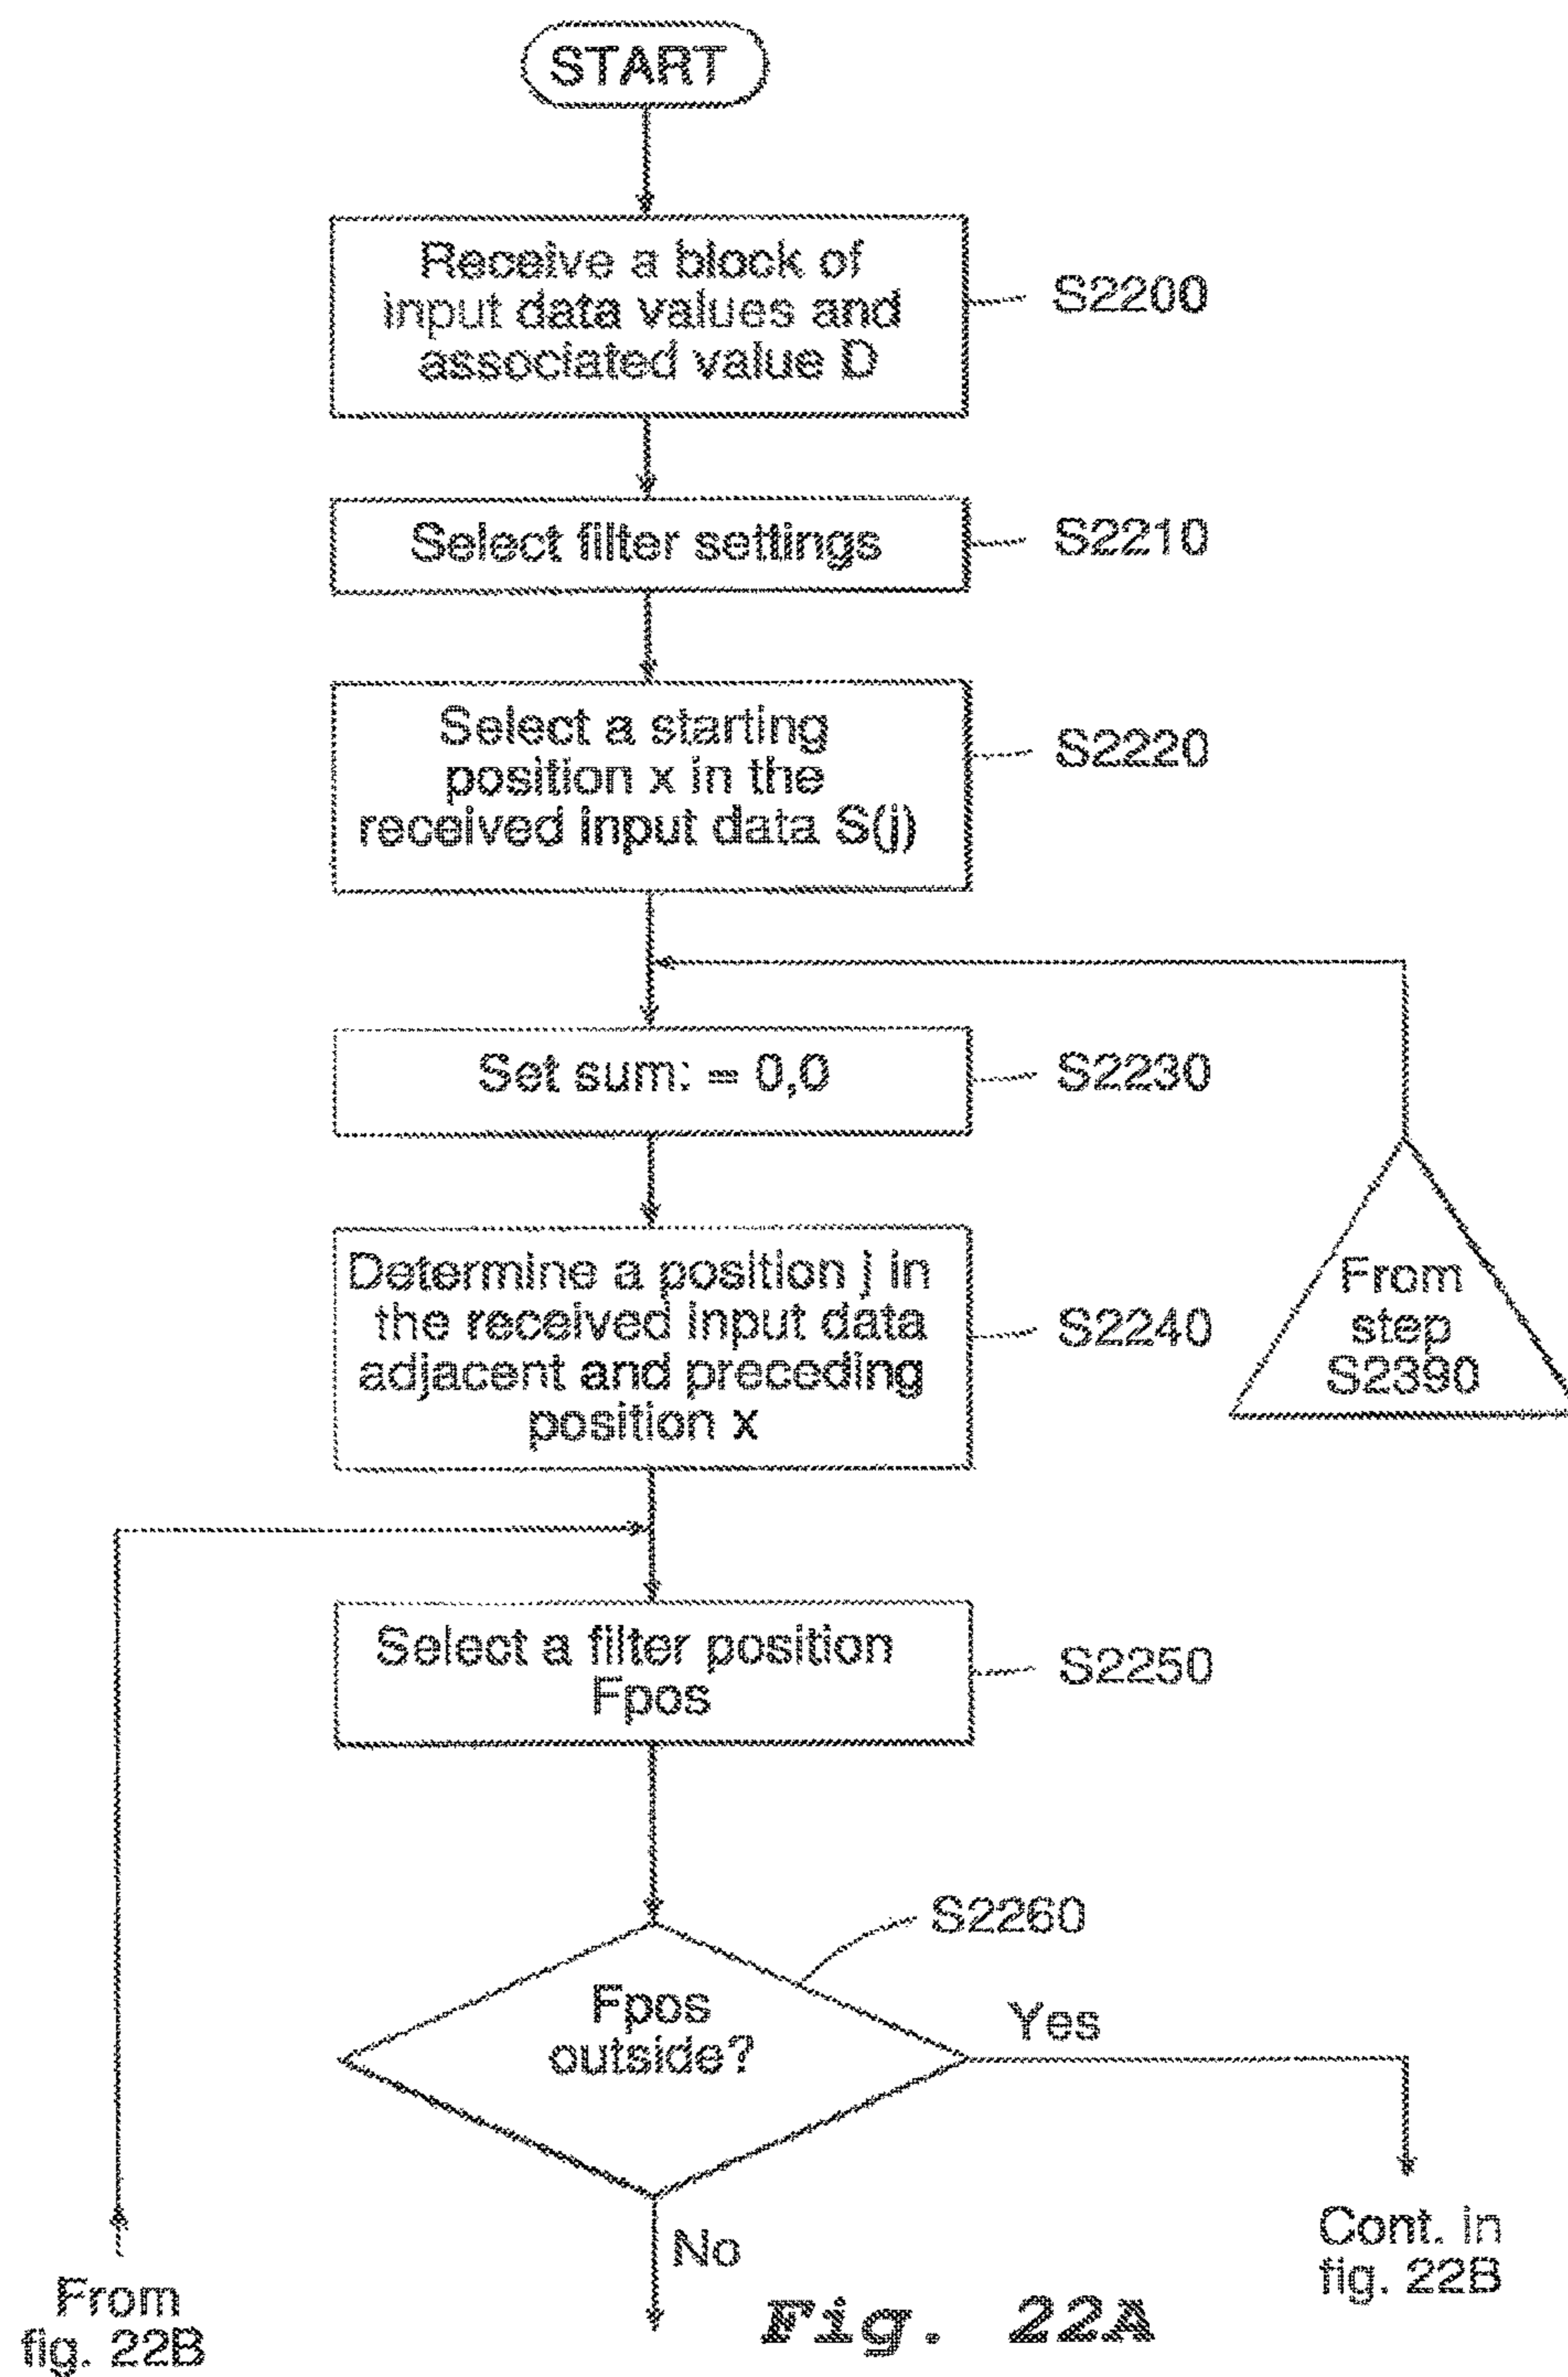 START
Receive a block of
input data values and
associated value D
S2200
Select filter settings
S2210
Select a starting
position x in the
received input data S(j)
S2220
Set sum: = 0,0
S2230
Determine a position j in
the received input data
adjacent and preceding
position x
S2240
From
step
S2390
Select a filter position
Fpos
S2250
S2260
Fpos
outside?
Yes
No
Cont. in
fig. 22B
From
fig. 22B
Fig. 22A